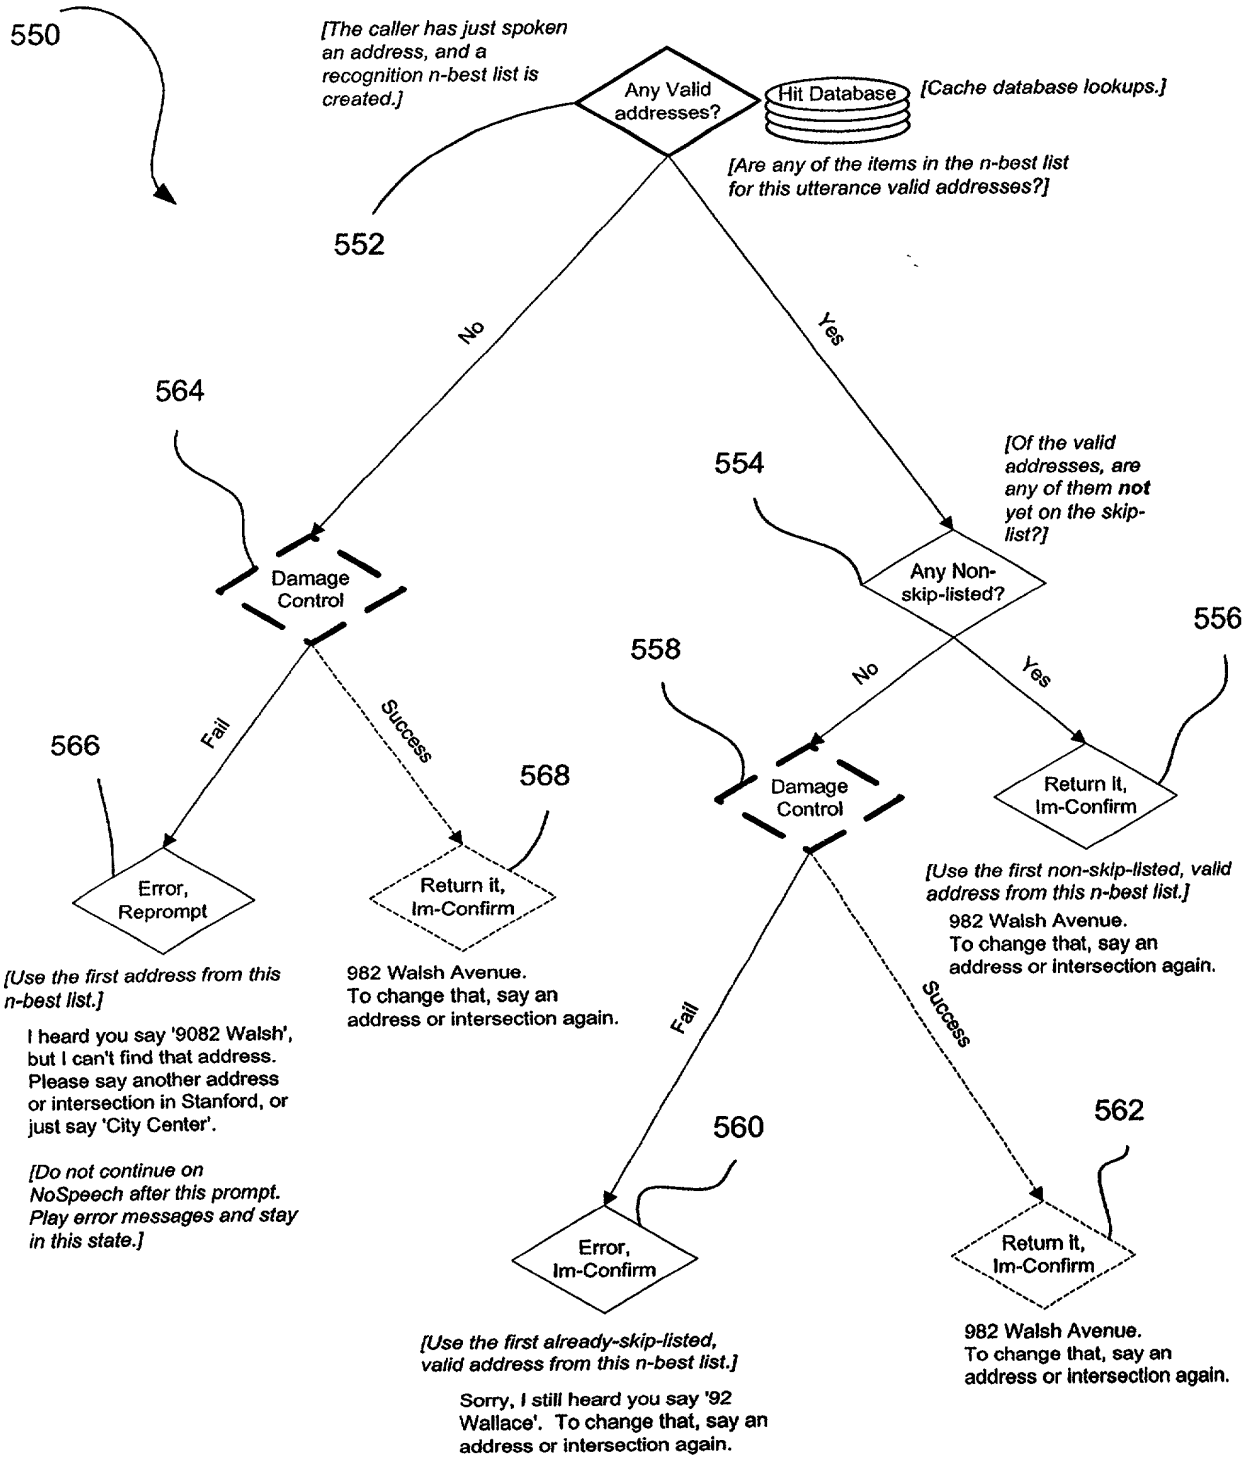 550
[The caller has just spoken
an address, and a
recognition n-best list is
created.]
Any Valid
addresses?
Hit Database
[Cache database lookups.]
[Are any of the items in the n-best list
for this utterance valid addresses?]
552
No
Yes
564
554
[Of the valid
addresses, are
any of them not
yet on the skip-
list?]
Damage
Control
Any Non-
skip-listed?
556
558
No
Yes
Fail
Success
566
568
Damage
Control
Return it,
Im-Confirm
Error,
Reprompt
Return it,
Im-Confirm
[Use the first non-skip-listed, valid
address from this n-best list.]
982 Walsh Avenue.
To change that, say an
address or intersection again.
[Use the first address from this
n-best list.]
982 Walsh Avenue.
To change that, say an
address or intersection again.
I heard you say '9082 Walsh',
but I can't find that address.
Please say another address
or intersection in Stanford, or
just say 'City Center'.
[Do not continue on
NoSpeech after this prompt.
Play error messages and stay
in this state.]
Fail
Success
560
562
Error,
Im-Confirm
Return it,
Im-Confirm
[Use the first already-skip-listed,
valid address from this n-best list.]
Sorry, I still heard you say '92
Wallace'. To change that, say an
address or intersection again.
982 Walsh Avenue.
To change that, say an
address or intersection again.